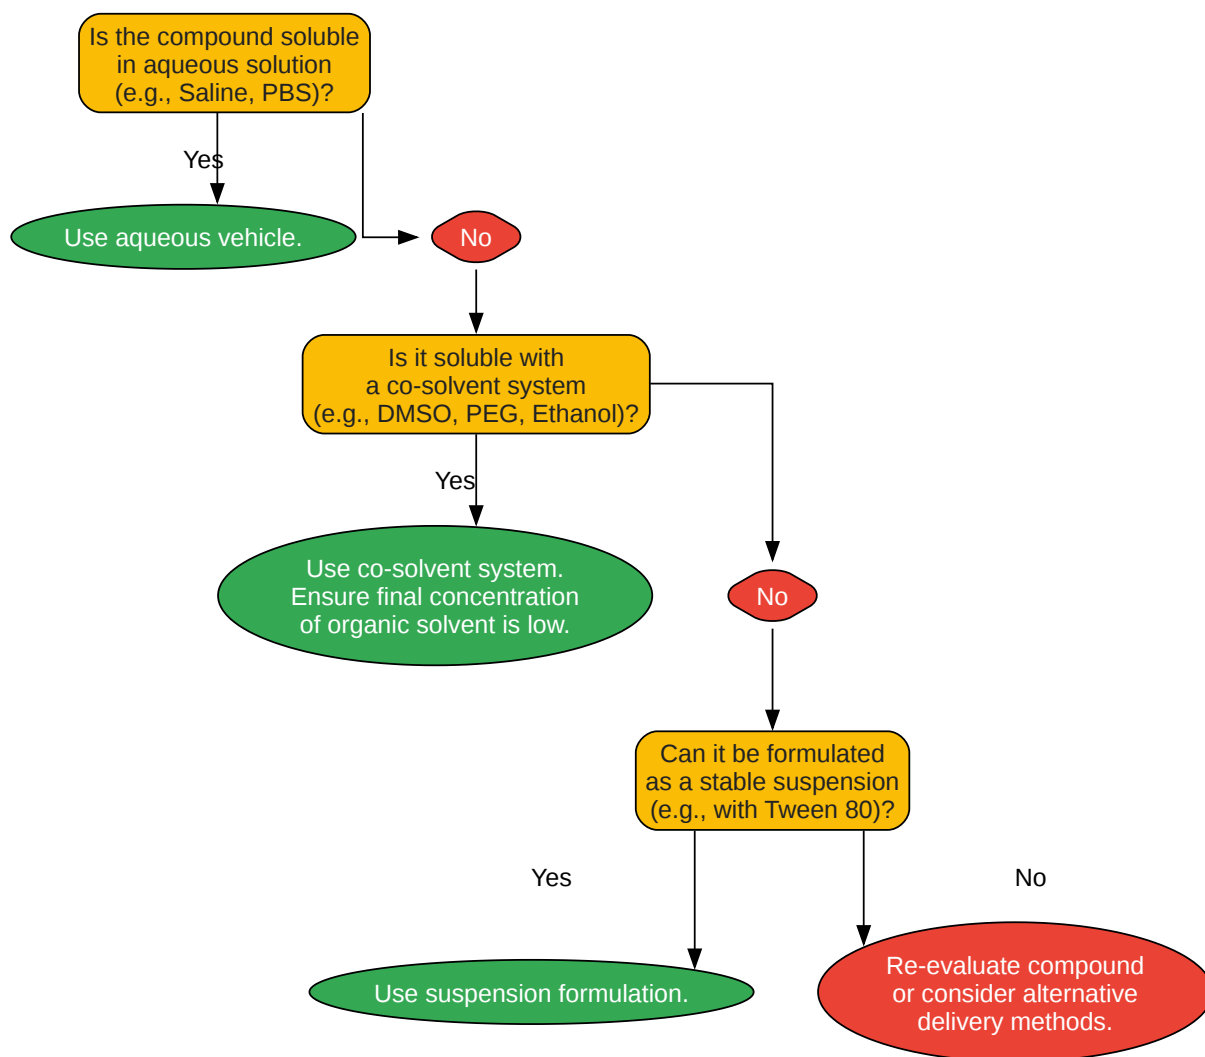 Is the compound soluble
in aqueous solution
(e.g., Saline, PBS)?
Yes
Use aqueous vehicle.
No
Is it soluble with
a co-solvent system
(e.g., DMSO, PEG, Ethanol)?
Yes
Use co-solvent system.
Ensure final concentration
of organic solvent is low.
No
Can it be formulated
as a stable suspension
(e.g., with Tween 80)?
Yes
No
Use suspension formulation.
Re-evaluate compound
or consider alternative
delivery methods.